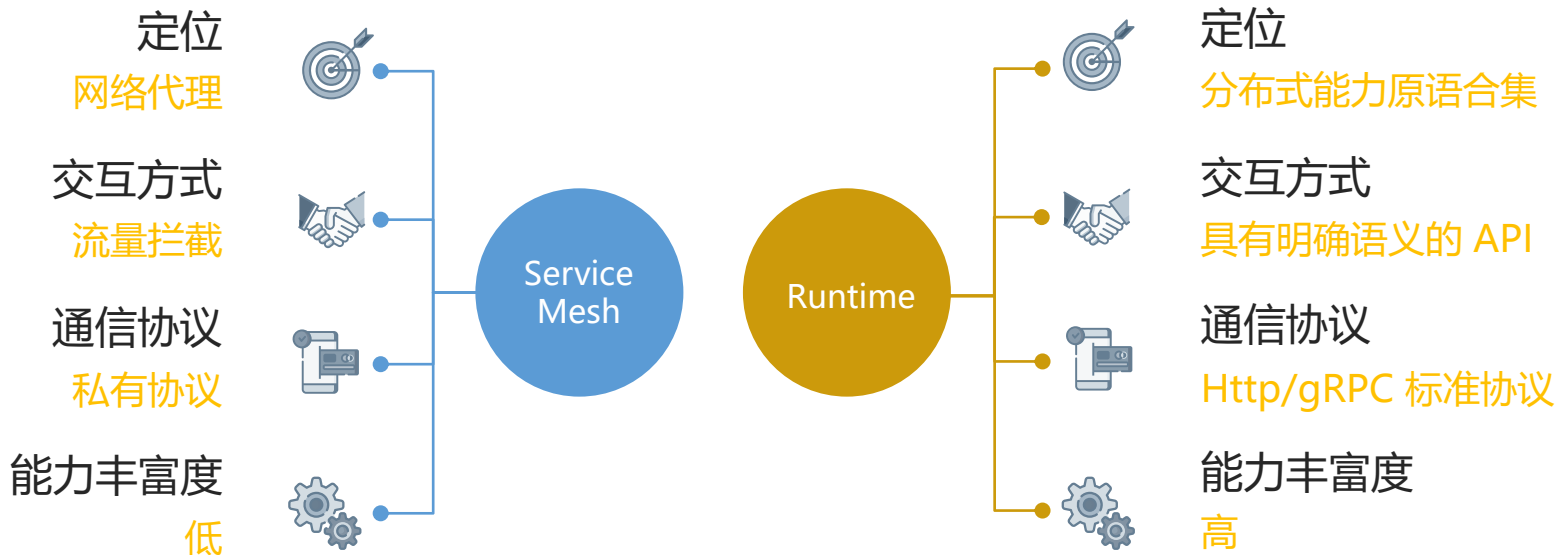 定位
网络代理
交互方式
流量拦截
通信协议
私有协议
能力丰富度
低
Service
Mesh
Runtime
定位
分布式能力原语合集
交互方式
具有明确语义的 API
通信协议
Http/gRPC 标准协议
能力丰富度
高